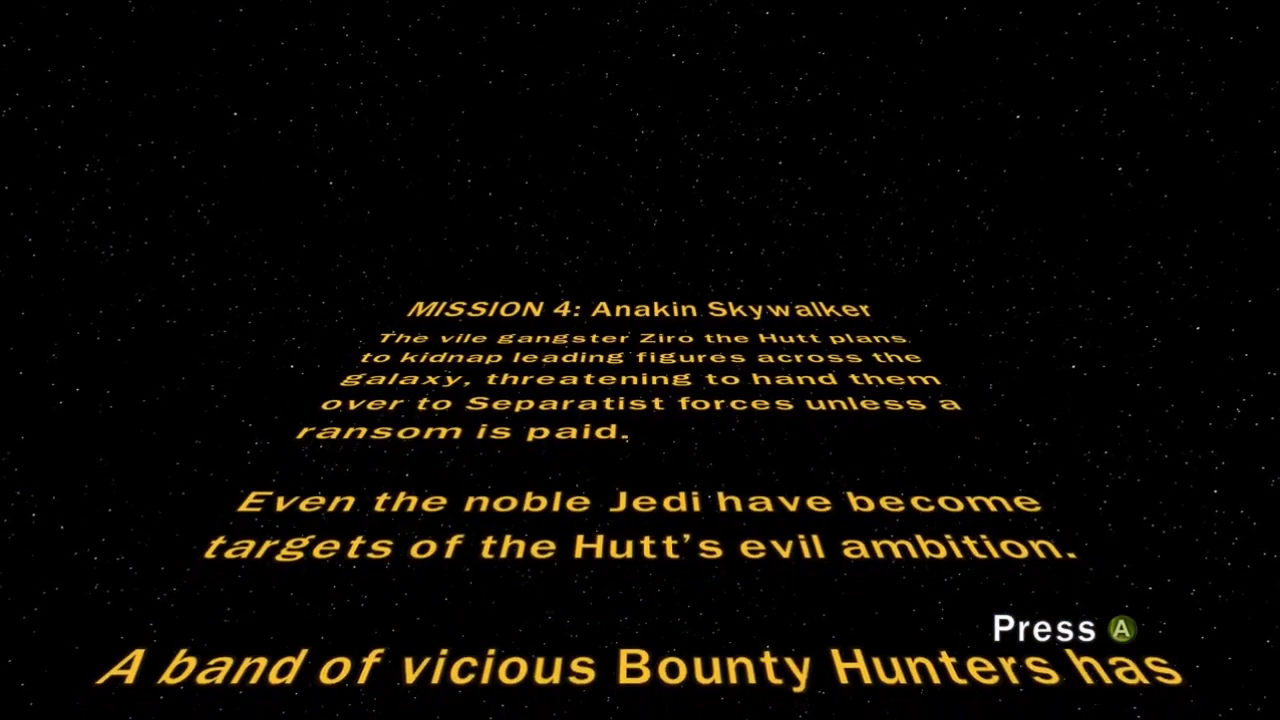 MISSION 4: Anakin Skywalker
The vile gangster Ziro the Hutt plans
to kidnap leading figures across the
galaxy, threatening to hand them
over to Separatist forces unless a
ransom is paid.
Even the noble Jedi have become
targets of the Hutt's evil ambition.
Press A
A band of vicious Bounty Hunters has